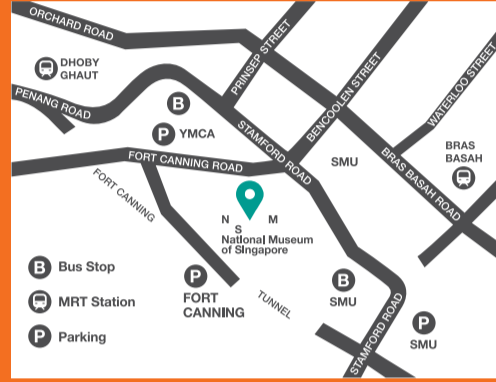 ORCHARD ROAD
DHOBY
GHAUT
PENANG ROAD
PRINSEP STREET
BENCOOLEN STREET
WATERLOO STREET
B
P YMCA
STAMFORD ROAD
SMU
BRAS BASAH ROAD
BRAS
BASAH
FORT CANNING ROAD
FORT CANNING
TUNNEL
N M
S
National Museum
of Singapore
P
FORT
CANNING
B
SMU
P
SMU
STAMFORD ROAD
B Bus Stop
MRT Station
P Parking